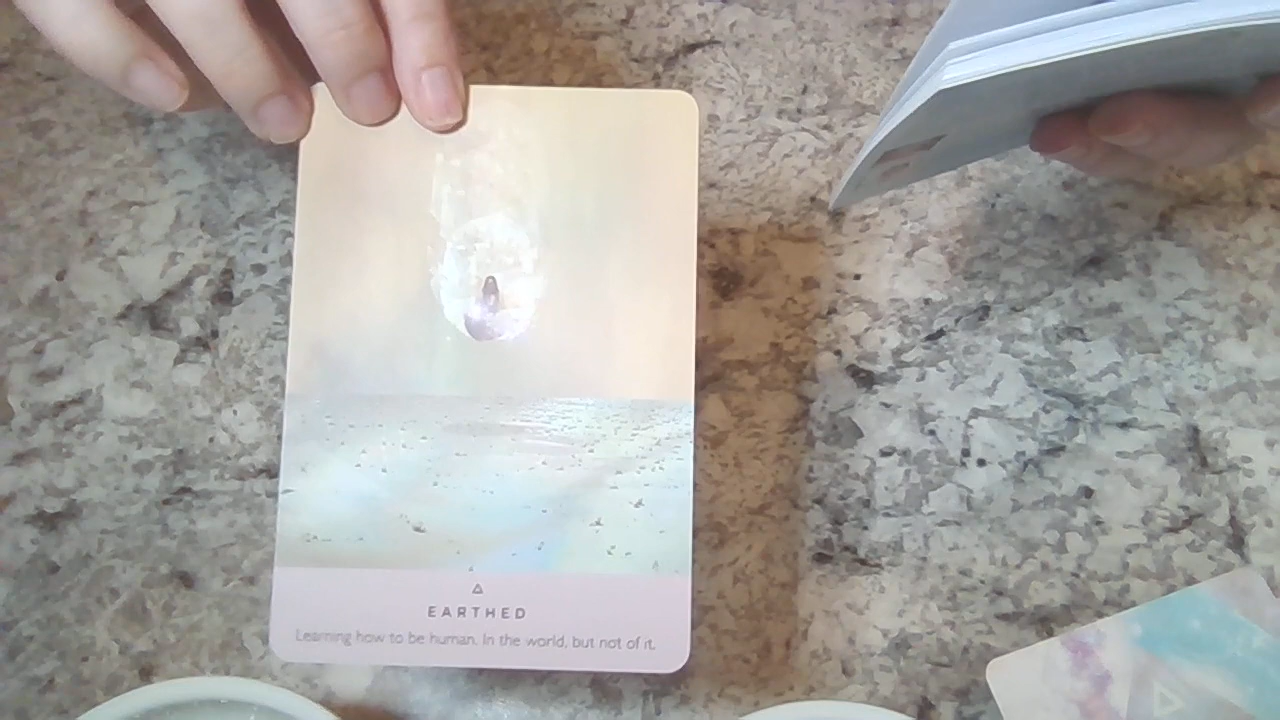 EARTHED
Learning how to be human. In the world, but not of it.